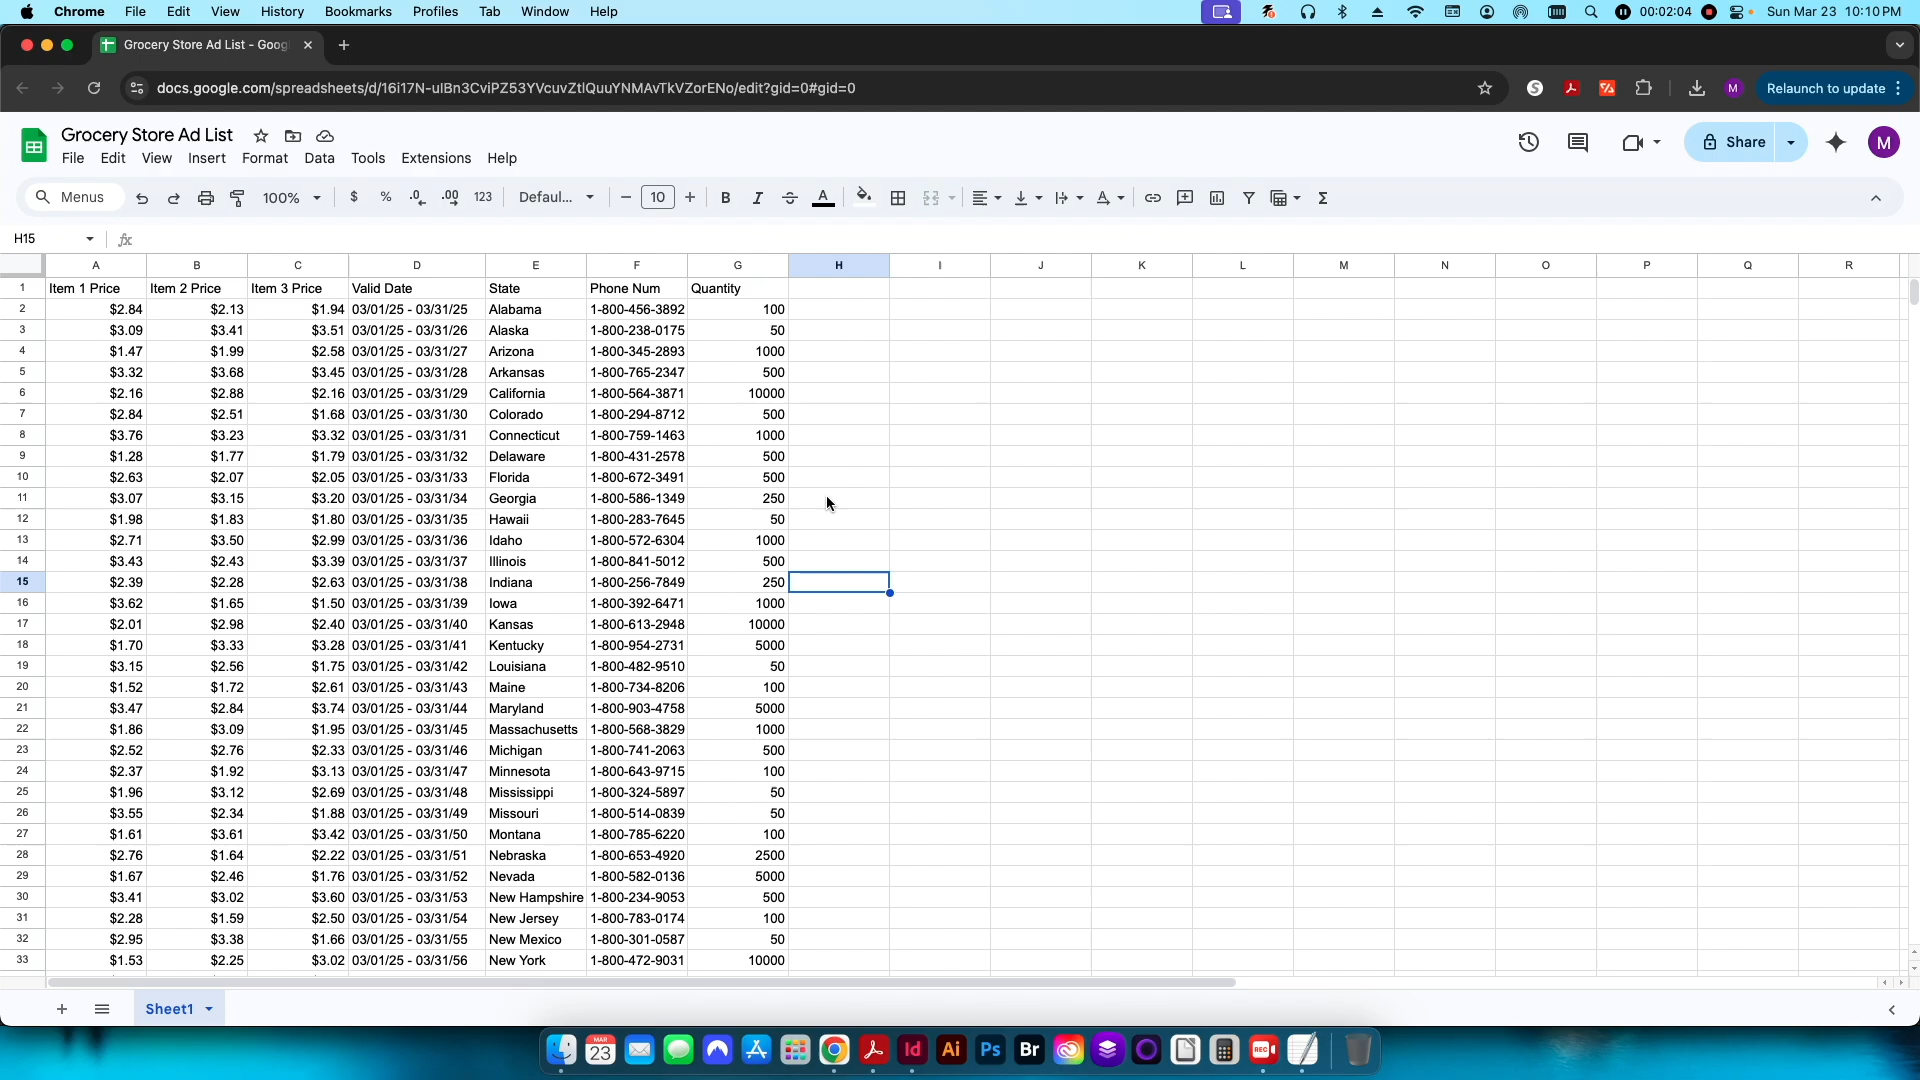 Chrome File Edit View History Bookmarks Profiles Tab Window Help 00:02:04 Sun Mar 23 10:10 PM
Grocery Store Ad List - Goog
docs.google.com/spreadsheets/d/16i17N-uIBn3CviPZ53YVcuvZtIQuuYNMAvTkVZorENo/edit?gid=0#gid=0 M Relaunch to update
Grocery Store Ad List
File Edit View Insert Format Data Tools Extensions Help Share M
Menus 100% $ % .0 .00 123 Defaul... − 10 + B I S A Σ
H15 fx
A B C D E F G H I J K L M N O P Q R
1 Item 1 Price Item 2 Price Item 3 Price Valid Date State Phone Num Quantity
2 $2.84 $2.13 $1.94 03/01/25 - 03/31/25 Alabama 1-800-456-3892 100
3 $3.09 $3.41 $3.51 03/01/25 - 03/31/26 Alaska 1-800-238-0175 50
4 $1.47 $1.99 $2.58 03/01/25 - 03/31/27 Arizona 1-800-345-2893 1000
5 $3.32 $3.68 $3.45 03/01/25 - 03/31/28 Arkansas 1-800-765-2347 500
6 $2.16 $2.88 $2.16 03/01/25 - 03/31/29 California 1-800-564-3871 10000
7 $2.84 $2.51 $1.68 03/01/25 - 03/31/30 Colorado 1-800-294-8712 500
8 $3.76 $3.23 $3.32 03/01/25 - 03/31/31 Connecticut 1-800-759-1463 1000
9 $1.28 $1.77 $1.79 03/01/25 - 03/31/32 Delaware 1-800-431-2578 500
10 $2.63 $2.07 $2.05 03/01/25 - 03/31/33 Florida 1-800-672-3491 500
11 $3.07 $3.15 $3.20 03/01/25 - 03/31/34 Georgia 1-800-586-1349 250
12 $1.98 $1.83 $1.80 03/01/25 - 03/31/35 Hawaii 1-800-283-7645 50
13 $2.71 $3.50 $2.99 03/01/25 - 03/31/36 Idaho 1-800-572-6304 1000
14 $3.43 $2.43 $3.39 03/01/25 - 03/31/37 Illinois 1-800-841-5012 500
15 $2.39 $2.28 $2.63 03/01/25 - 03/31/38 Indiana 1-800-256-7849 250
16 $3.62 $1.65 $1.50 03/01/25 - 03/31/39 Iowa 1-800-392-6471 1000
17 $2.01 $2.98 $2.40 03/01/25 - 03/31/40 Kansas 1-800-613-2948 10000
18 $1.70 $3.33 $3.28 03/01/25 - 03/31/41 Kentucky 1-800-954-2731 5000
19 $3.15 $2.56 $1.75 03/01/25 - 03/31/42 Louisiana 1-800-482-9510 50
20 $1.52 $1.72 $2.61 03/01/25 - 03/31/43 Maine 1-800-734-8206 100
21 $3.47 $2.84 $3.74 03/01/25 - 03/31/44 Maryland 1-800-903-4758 5000
22 $1.86 $3.09 $1.95 03/01/25 - 03/31/45 Massachusetts 1-800-568-3829 1000
23 $2.52 $2.76 $2.33 03/01/25 - 03/31/46 Michigan 1-800-741-2063 500
24 $2.37 $1.92 $3.13 03/01/25 - 03/31/47 Minnesota 1-800-643-9715 100
25 $1.96 $3.12 $2.69 03/01/25 - 03/31/48 Mississippi 1-800-324-5897 50
26 $3.55 $2.34 $1.88 03/01/25 - 03/31/49 Missouri 1-800-514-0839 50
27 $1.61 $3.61 $3.42 03/01/25 - 03/31/50 Montana 1-800-785-6220 100
28 $2.76 $1.64 $2.22 03/01/25 - 03/31/51 Nebraska 1-800-653-4920 2500
29 $1.67 $2.46 $1.76 03/01/25 - 03/31/52 Nevada 1-800-582-0136 5000
30 $3.41 $3.02 $3.60 03/01/25 - 03/31/53 New Hampshire 1-800-234-9053 500
31 $2.28 $1.59 $2.50 03/01/25 - 03/31/54 New Jersey 1-800-783-0174 100
32 $2.95 $3.38 $1.66 03/01/25 - 03/31/55 New Mexico 1-800-301-0587 50
33 $1.53 $2.25 $3.02 03/01/25 - 03/31/56 New York 1-800-472-9031 10000
Sheet1
MAR 23 Id Ai Ps Br REC